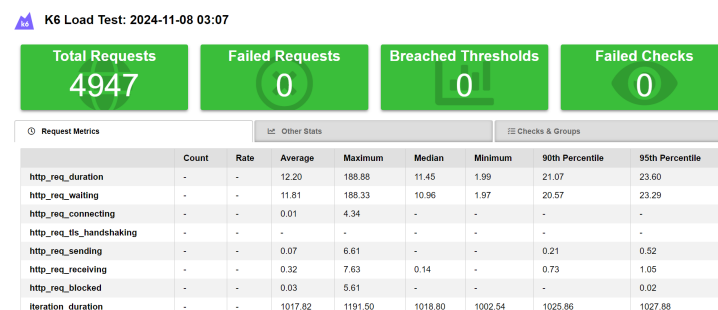 K6 Load Test: 2024-11-08 03:07
Total Requests Failed Requests Breached Thresholds Failed Checks
4947 0 0 0
Request Metrics Other Stats Checks & Groups
Count Rate Average Maximum Median Minimum 90th Percentile 95th Percentile
http_req_duration - - 12.20 188.88 11.45 1.99 21.07 23.60
http_req_waiting - - 11.81 188.33 10.96 1.97 20.57 23.29
http_req_connecting - - 0.01 4.34 - - - -
http_req_tls_handshaking - - - - - - - -
http_req_sending - - 0.07 6.61 - - 0.21 0.52
http_req_receiving - - 0.32 7.63 0.14 - 0.73 1.05
http_req_blocked - - 0.03 5.61 - - - 0.02
iteration_duration - - 1017.82 1191.50 1018.80 1002.54 1025.86 1027.88